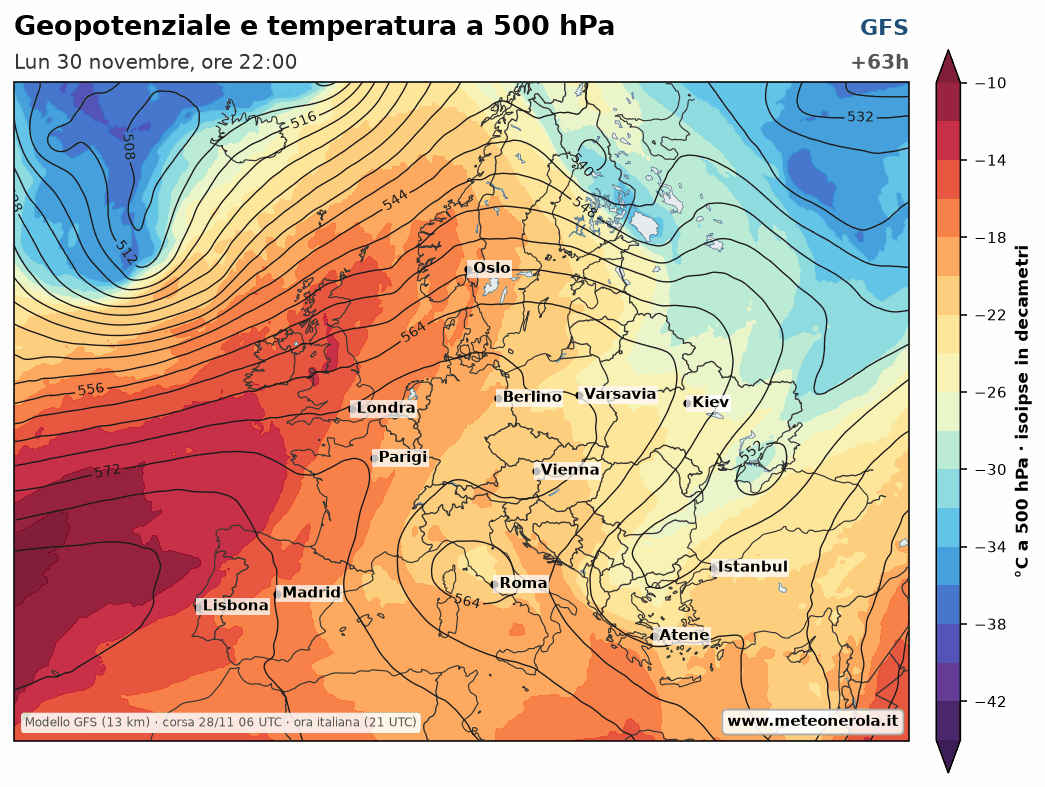 Geopotenziale e temperatura a 500 hPa
GFS
Lun 30 novembre, ore 22:00
+63h
516
508
532
540
544
548
512
Oslo
564
556
Berlino
Varsavia
Kiev
Londra
552
Parigi
Vienna
572
Istanbul
Roma
Madrid
564
Lisbona
Atene
Modello GFS (13 km) · corsa 28/11 06 UTC · ora italiana (21 UTC)
www.meteonerola.it
−10
−14
−18
−22
−26
−30
−34
−38
−42
°C a 500 hPa · isoipse in decametri